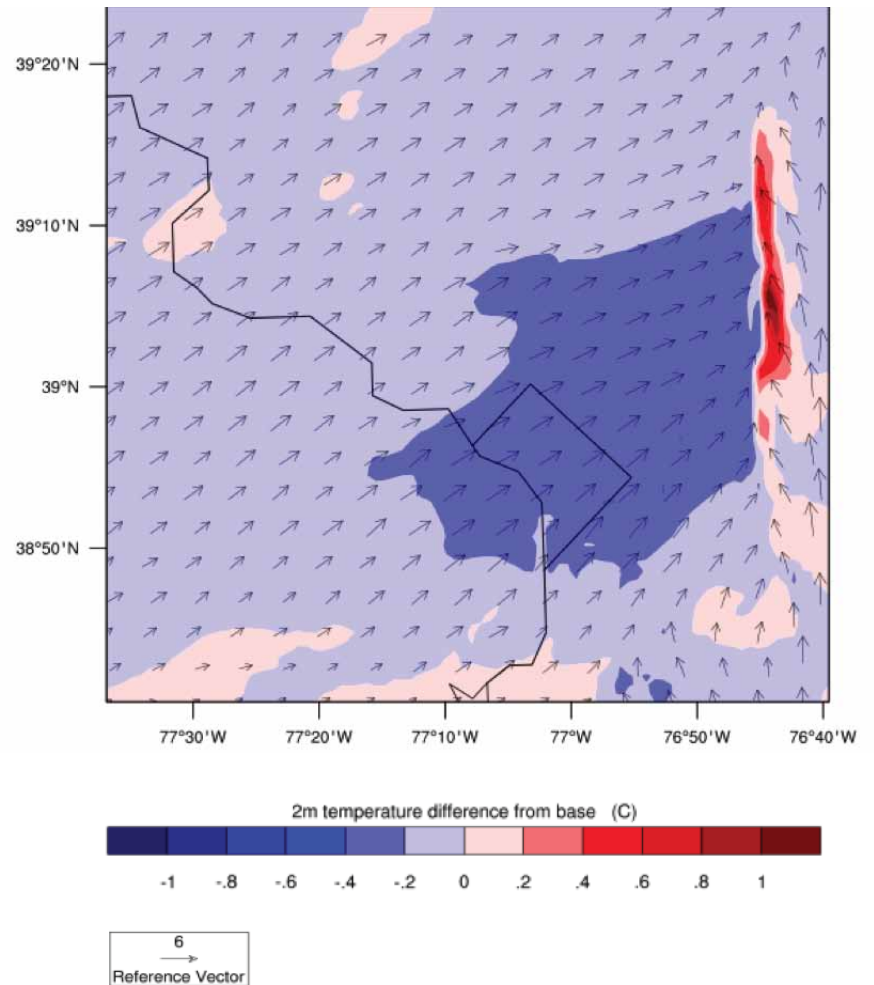 39°20'N
39°10'N
39°N
38°50'N
77°30'W 77°20'W 77°10'W 77°W 76°50'W 76°40'W
2m temperature difference from base (C)
-1 -.8 -.6 -.4 -.2 0 .2 .4 .6 .8 1
6
Reference Vector